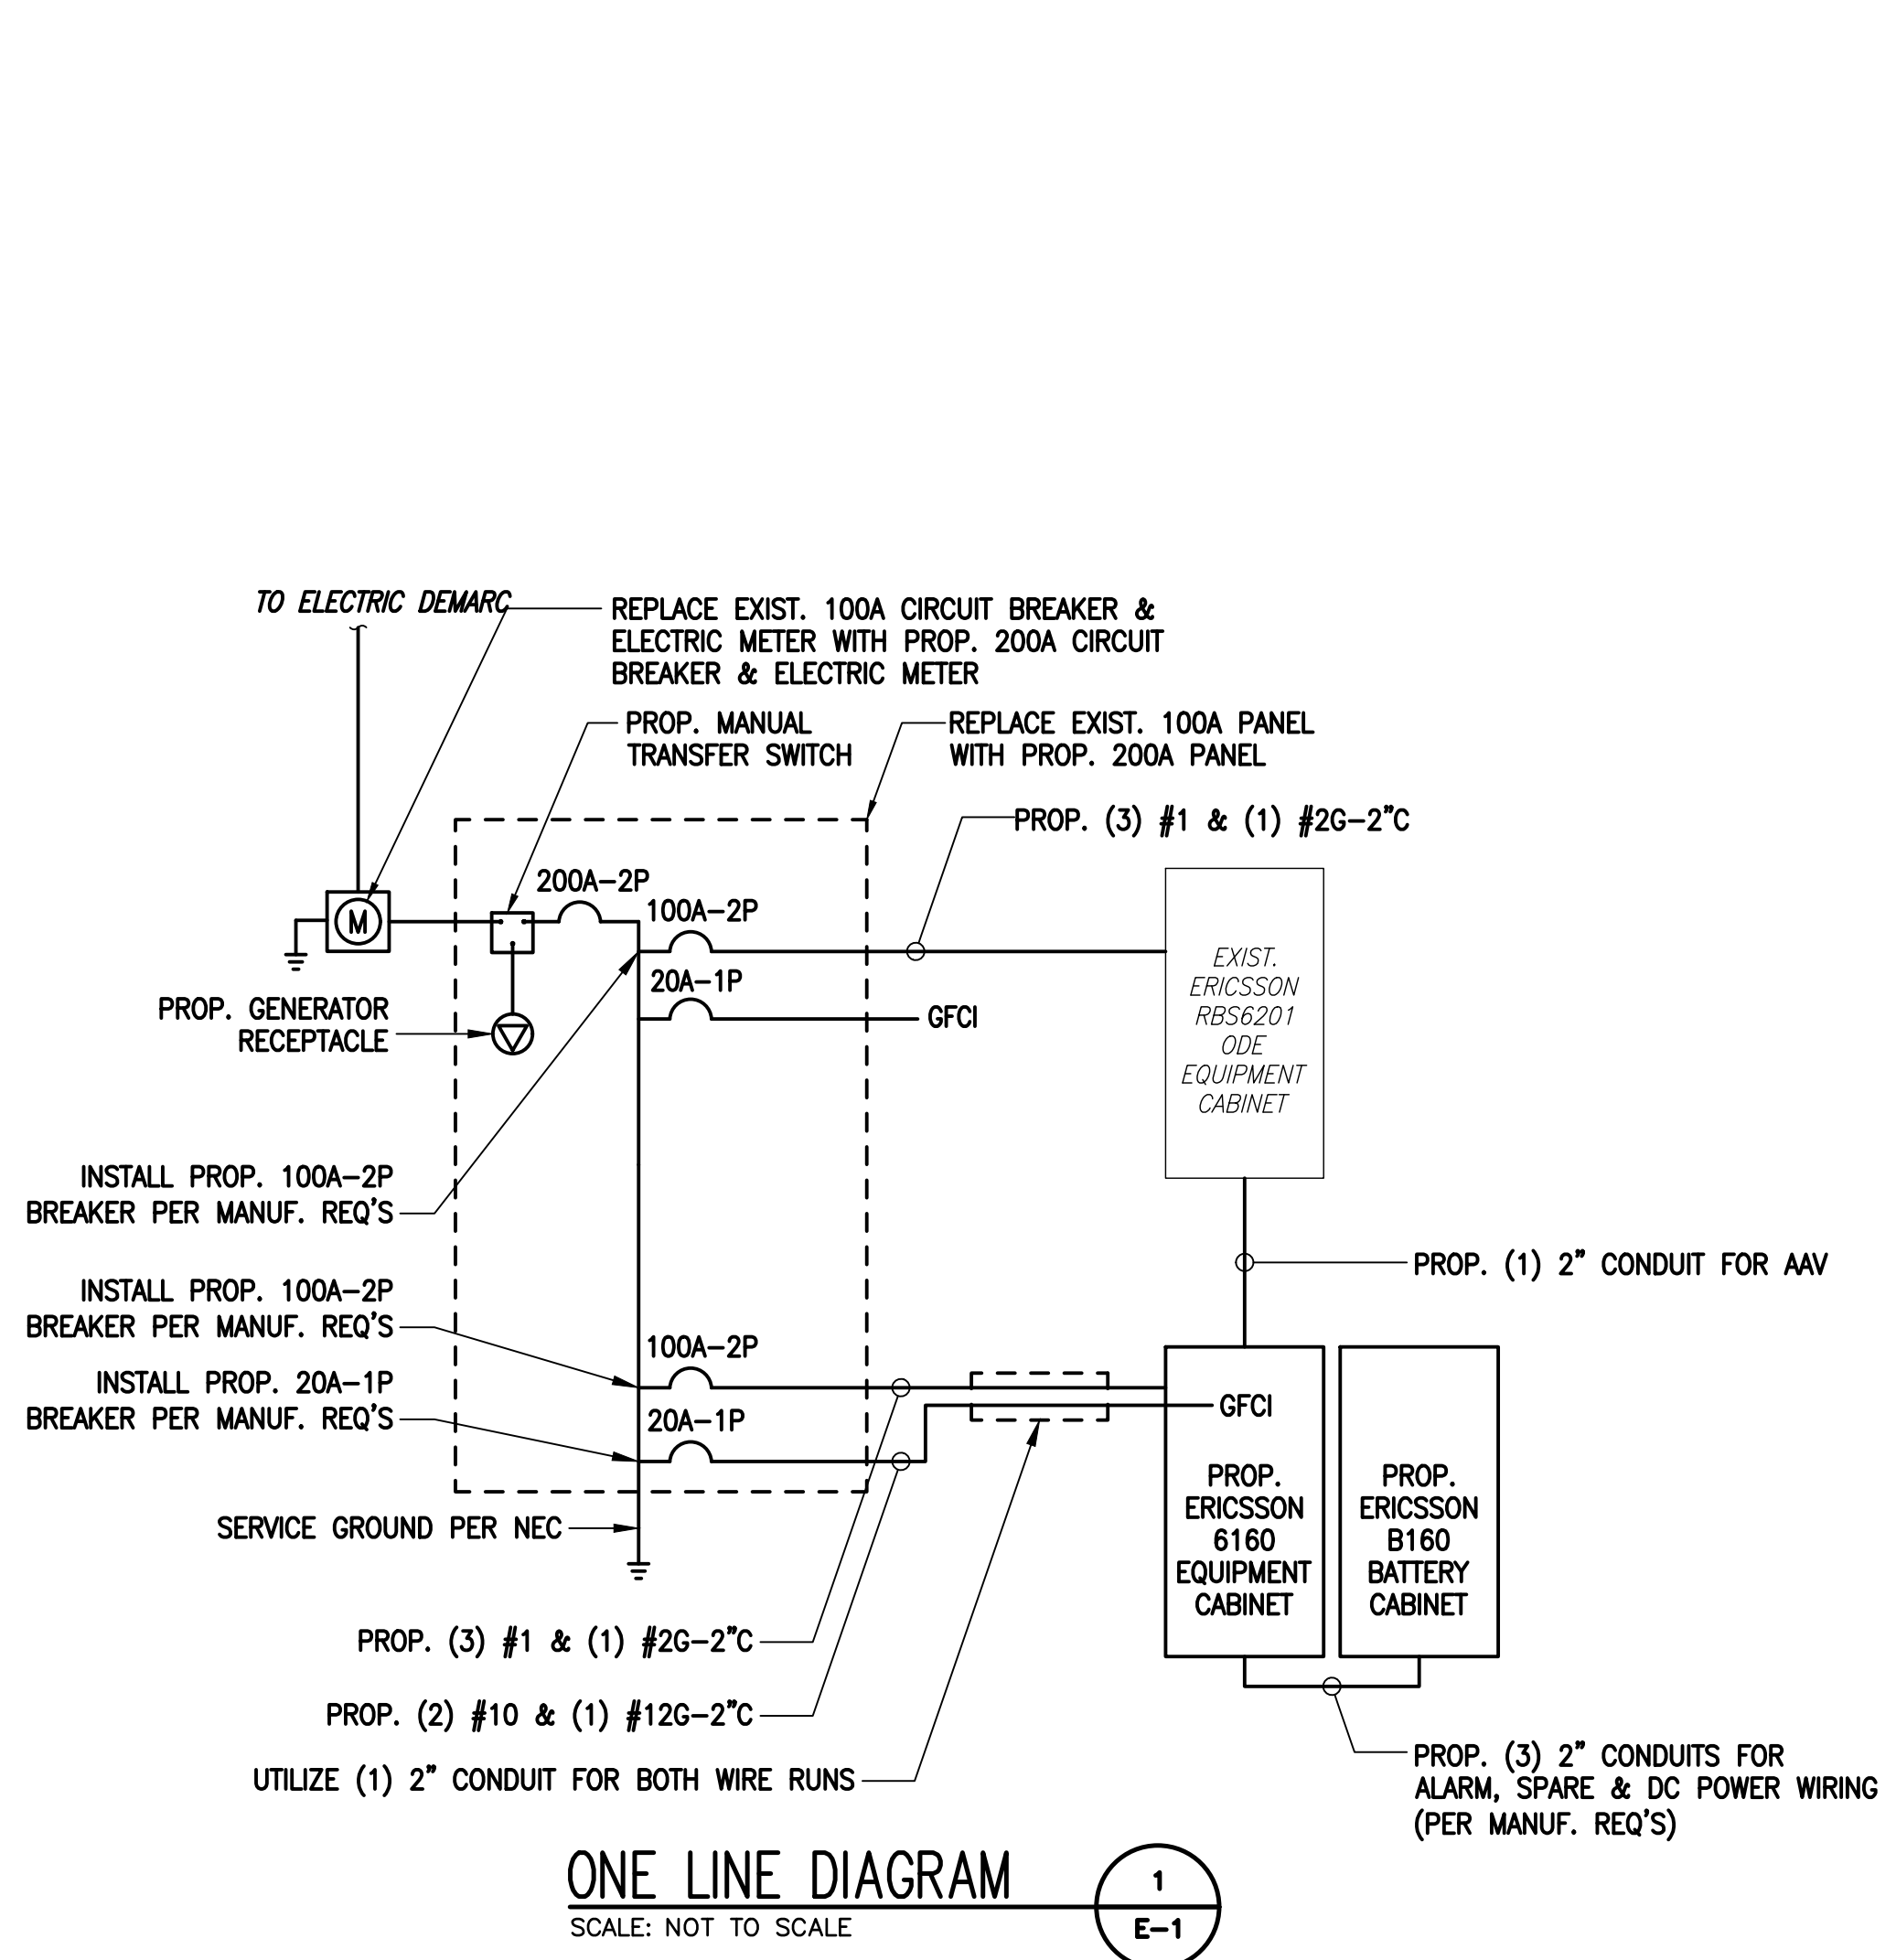 TO ELECTRIC DEMARC
REPLACE EXIST. 100A CIRCUIT BREAKER &
ELECTRIC METER WITH PROP. 200A CIRCUIT
BREAKER & ELECTRIC METER
PROP. MANUAL
TRANSFER SWITCH
REPLACE EXIST. 100A PANEL
WITH PROP. 200A PANEL
PROP. (3) #1 & (1) #2G-2"C
200A-2P
100A-2P
M
20A-1P
GFCI
EXIST.
ERICSSON
RBS6201
ODE
EQUIPMENT
CABINET
PROP. GENERATOR
RECEPTACLE
INSTALL PROP. 100A-2P
BREAKER PER MANUF. REQ'S
PROP. (1) 2" CONDUIT FOR AAV
INSTALL PROP. 100A-2P
BREAKER PER MANUF. REQ'S
100A-2P
INSTALL PROP. 20A-1P
BREAKER PER MANUF. REQ'S
20A-1P
GFCI
PROP.
ERICSSON
6160
EQUIPMENT
CABINET
PROP.
ERICSSON
B160
BATTERY
CABINET
SERVICE GROUND PER NEC
PROP. (3) #1 & (1) #2G-2"C
PROP. (2) #10 & (1) #12G-2"C
UTILIZE (1) 2" CONDUIT FOR BOTH WIRE RUNS
PROP. (3) 2" CONDUITS FOR
ALARM, SPARE & DC POWER WIRING
(PER MANUF. REQ'S)
ONE LINE DIAGRAM
SCALE: NOT TO SCALE
1
E-1